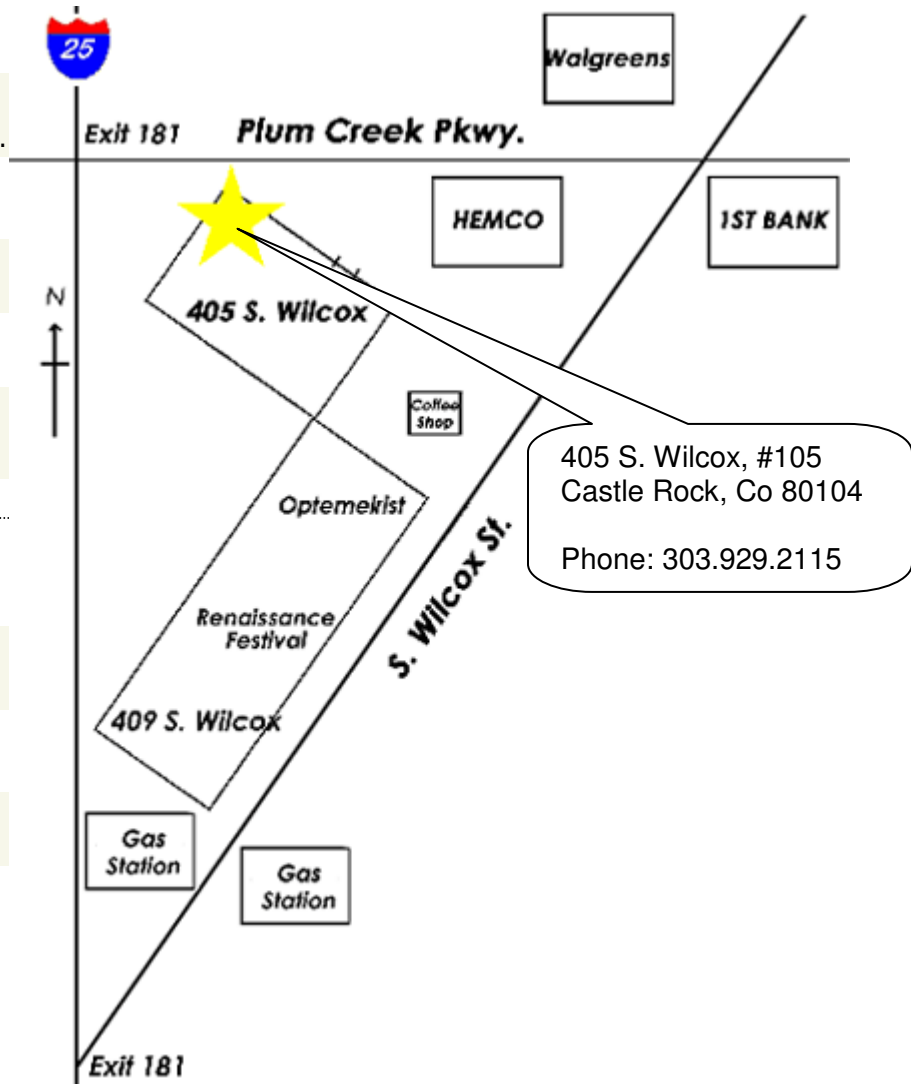 25
Walgreens
Exit 181
Plum Creek Pkwy.
.
HEMCO
1ST BANK
N
405 S. Wilcox
Coffee
Shop
405 S. Wilcox, #105
Castle Rock, Co 80104
Phone: 303.929.2115
Optemekrist
...
S. Wilcox St.
Renaissance
Festival
409 S. Wilcox
Gas
Station
Gas
Station
Exit 181